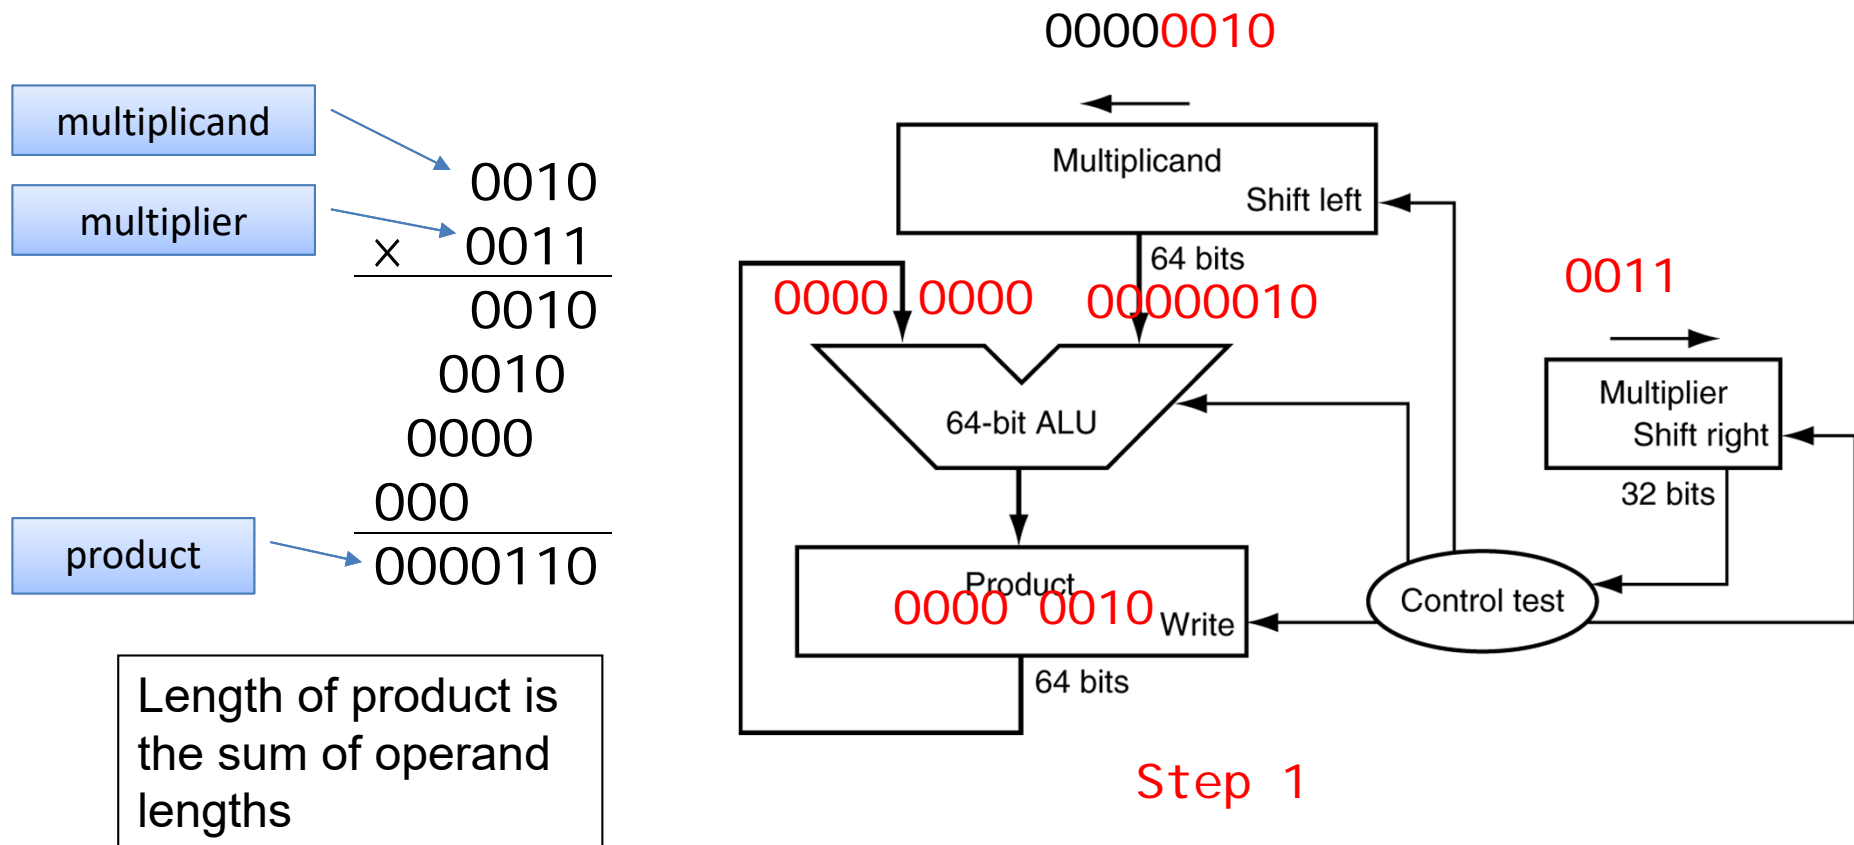 multiplicand
multiplier
product
0010
× 0011
0010
0010
0000
000
0000110
Length of product is
the sum of operand
lengths
00000010
Multiplicand
Shift left
64 bits
0000 0000
00000010
64-bit ALU
0011
Multiplier
Shift right
32 bits
Control test
Product
0000 0010
Write
64 bits
Step 1